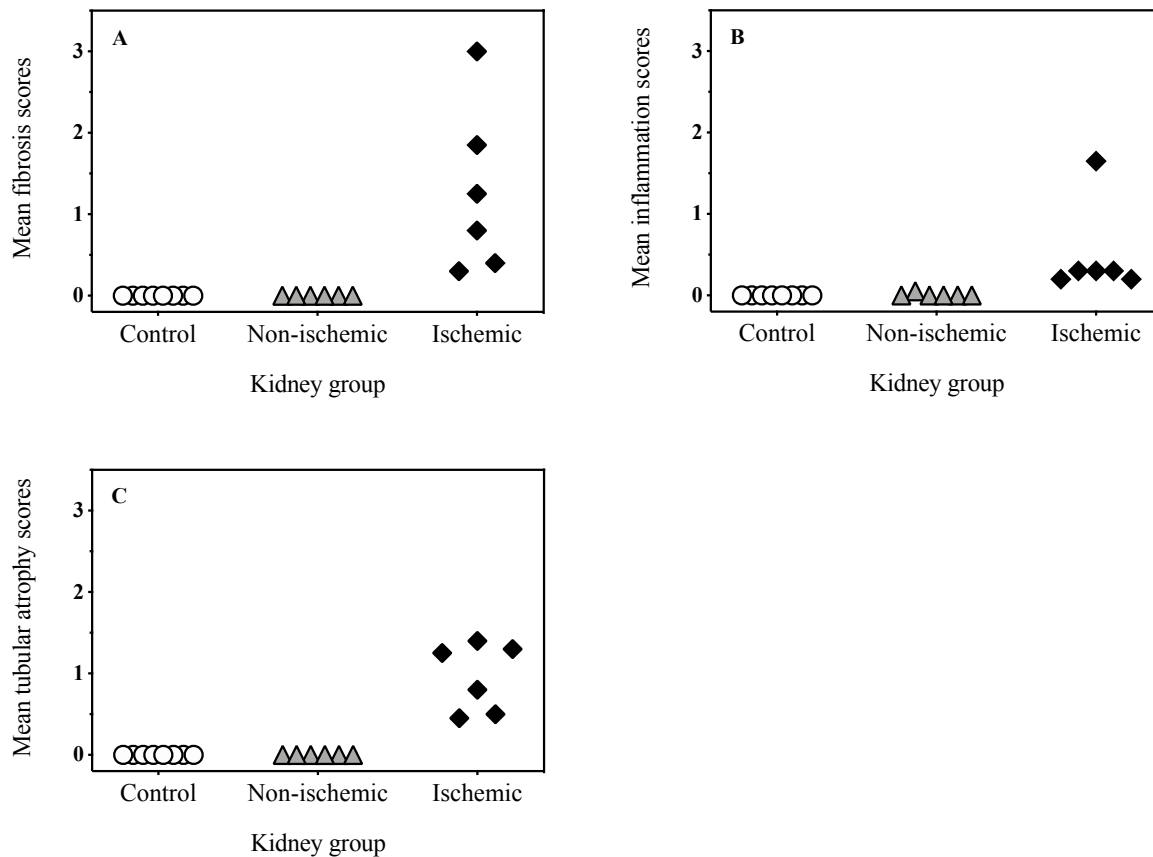 A
Mean fibrosis scores
3
2
1
0
Control Non-ischemic Ischemic
Kidney group
B
Mean inflammation scores
3
2
1
0
Control Non-ischemic Ischemic
Kidney group
C
Mean tubular atrophy scores
3
2
1
0
Control Non-ischemic Ischemic
Kidney group